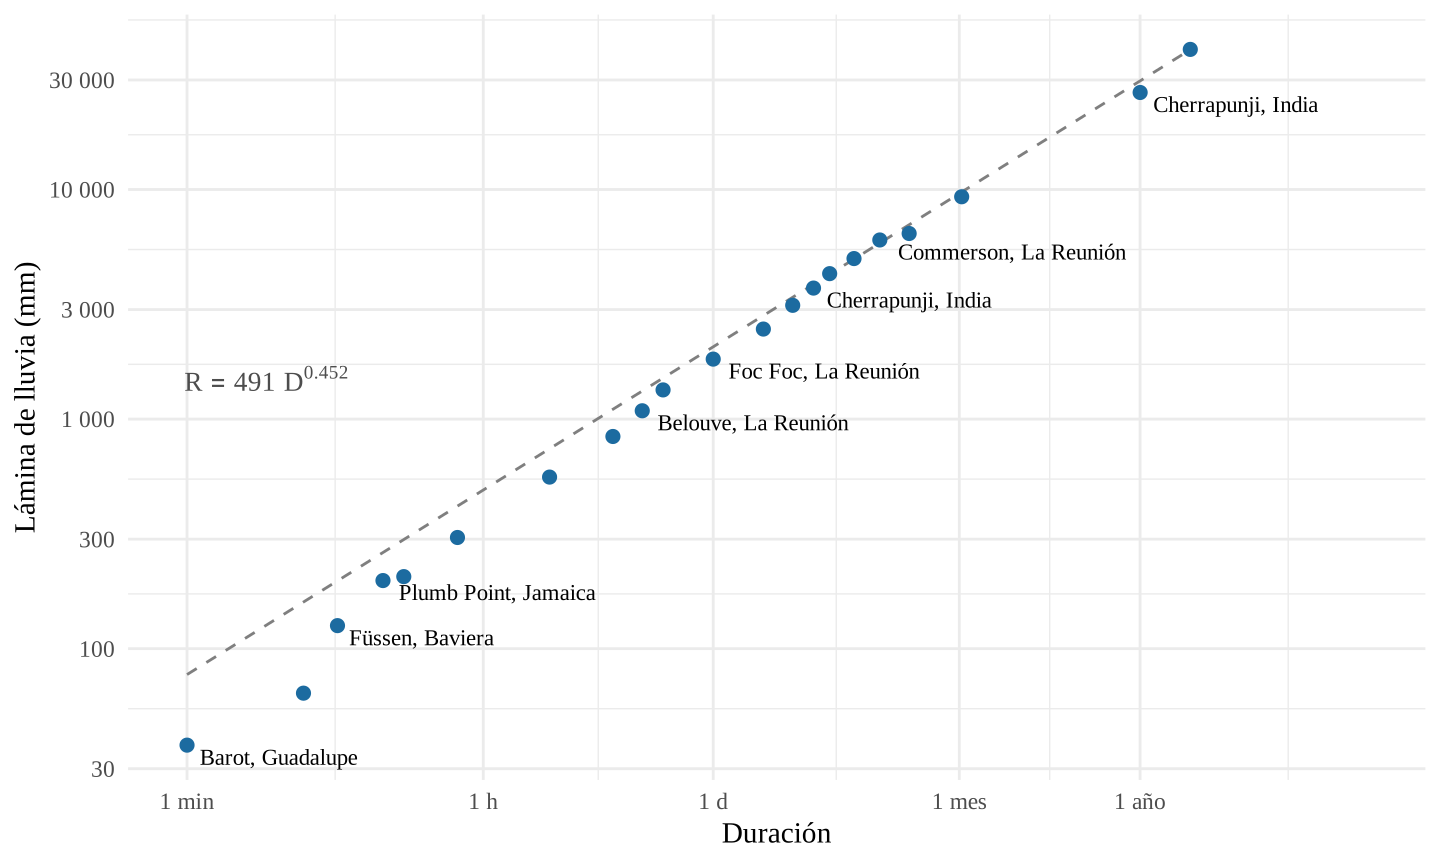 30 000
Cherrapunji, India
10 000
Commerson, La Reunión
Cherrapunji, India
3 000
Foc Foc, La Reunión
R = 491 D^0.452
1 000
Belouve, La Reunión
300
Plumb Point, Jamaica
Füssen, Baviera
100
Barot, Guadalupe
30
Lámina de lluvia (mm)
1 min
1 h
1 d
1 mes
1 año
Duración